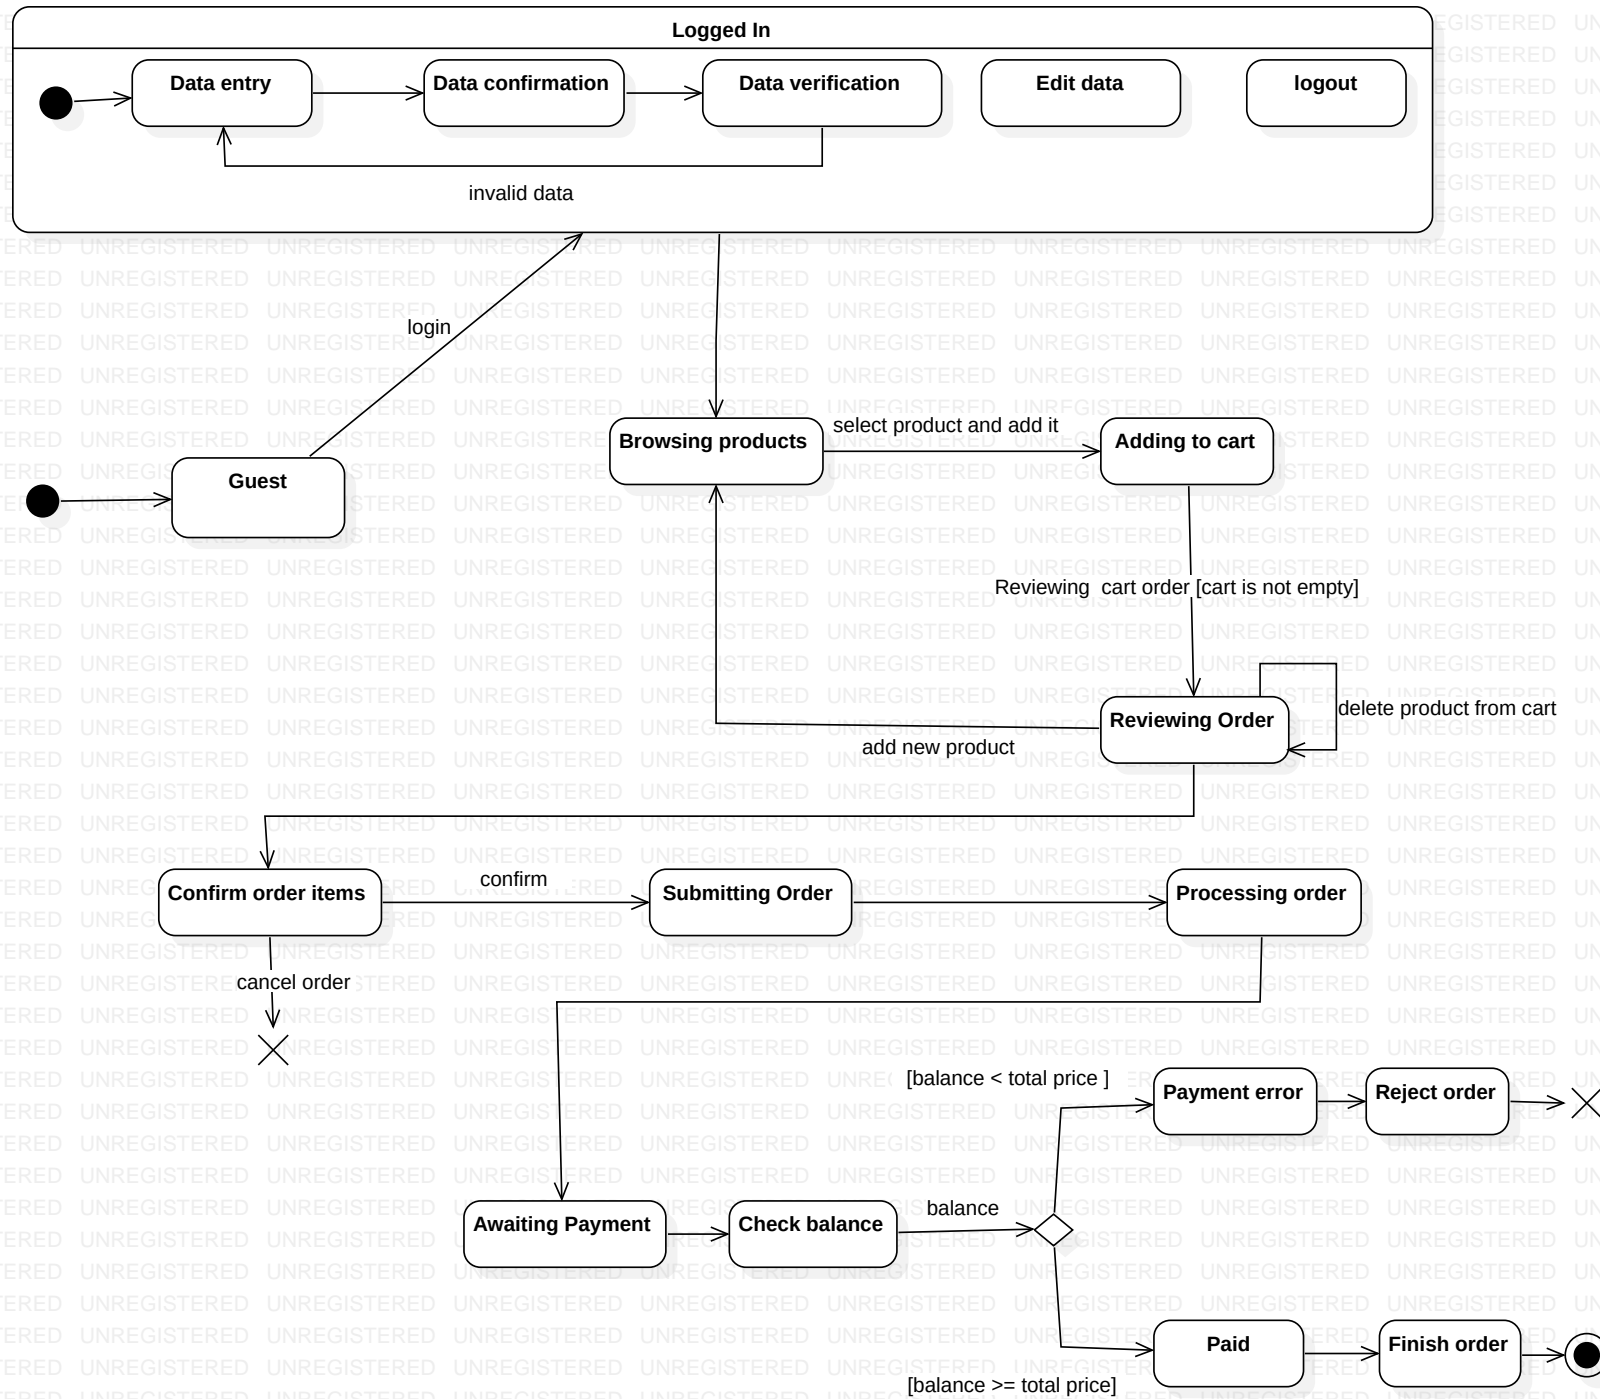 Logged In
Data entry
Data confirmation
Data verification
Edit data
logout
invalid data
login
Browsing products
select product and add it
Adding to cart
Guest
Reviewing  cart order [cart is not empty]
Reviewing Order
delete product from cart
add new product
Confirm order items
confirm
Submitting Order
Processing order
cancel order
[balance < total price ]
Payment error
Reject order
Awaiting Payment
Check balance
balance
Paid
Finish order
[balance >= total price]
UNREGISTERED